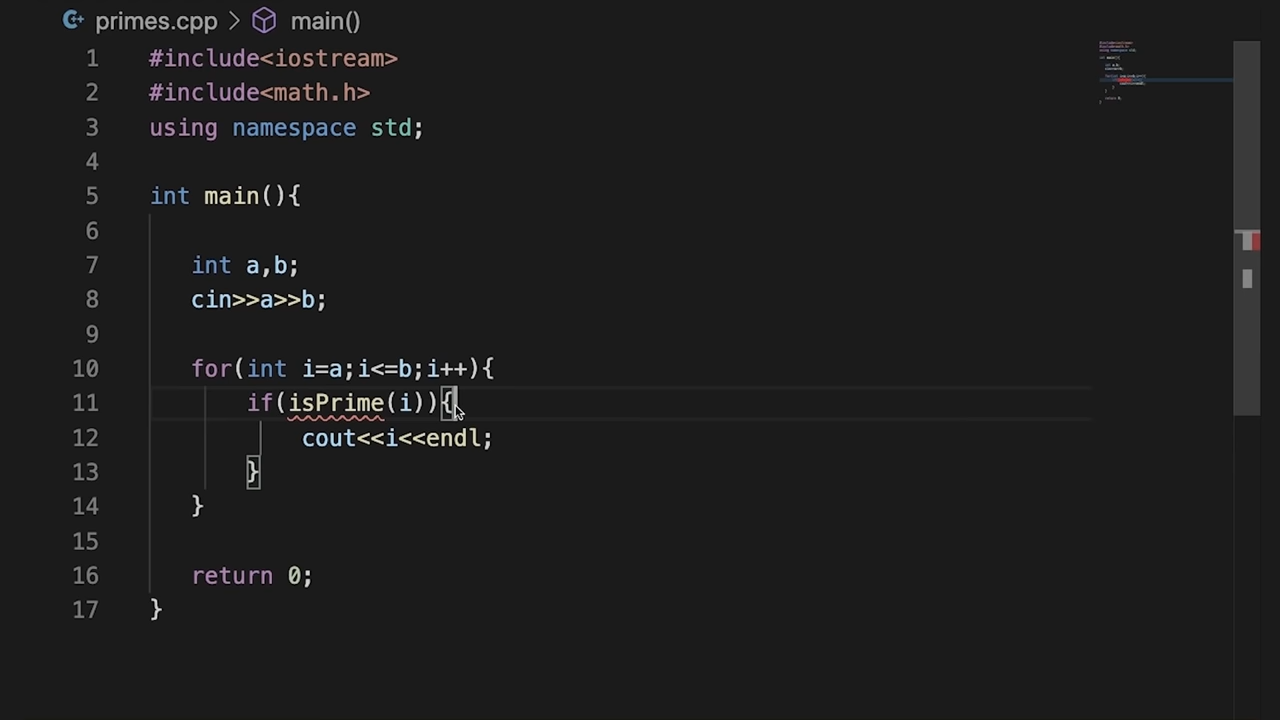 primes.cpp > main()
1 #include<iostream>
2 #include<math.h>
3 using namespace std;
4
5 int main(){
6
7 int a,b;
8 cin>>a>>b;
9
10 for(int i=a;i<=b;i++){
11 if(isPrime(i)){
12 cout<<i<<endl;
13 }
14 }
15
16 return 0;
17 }